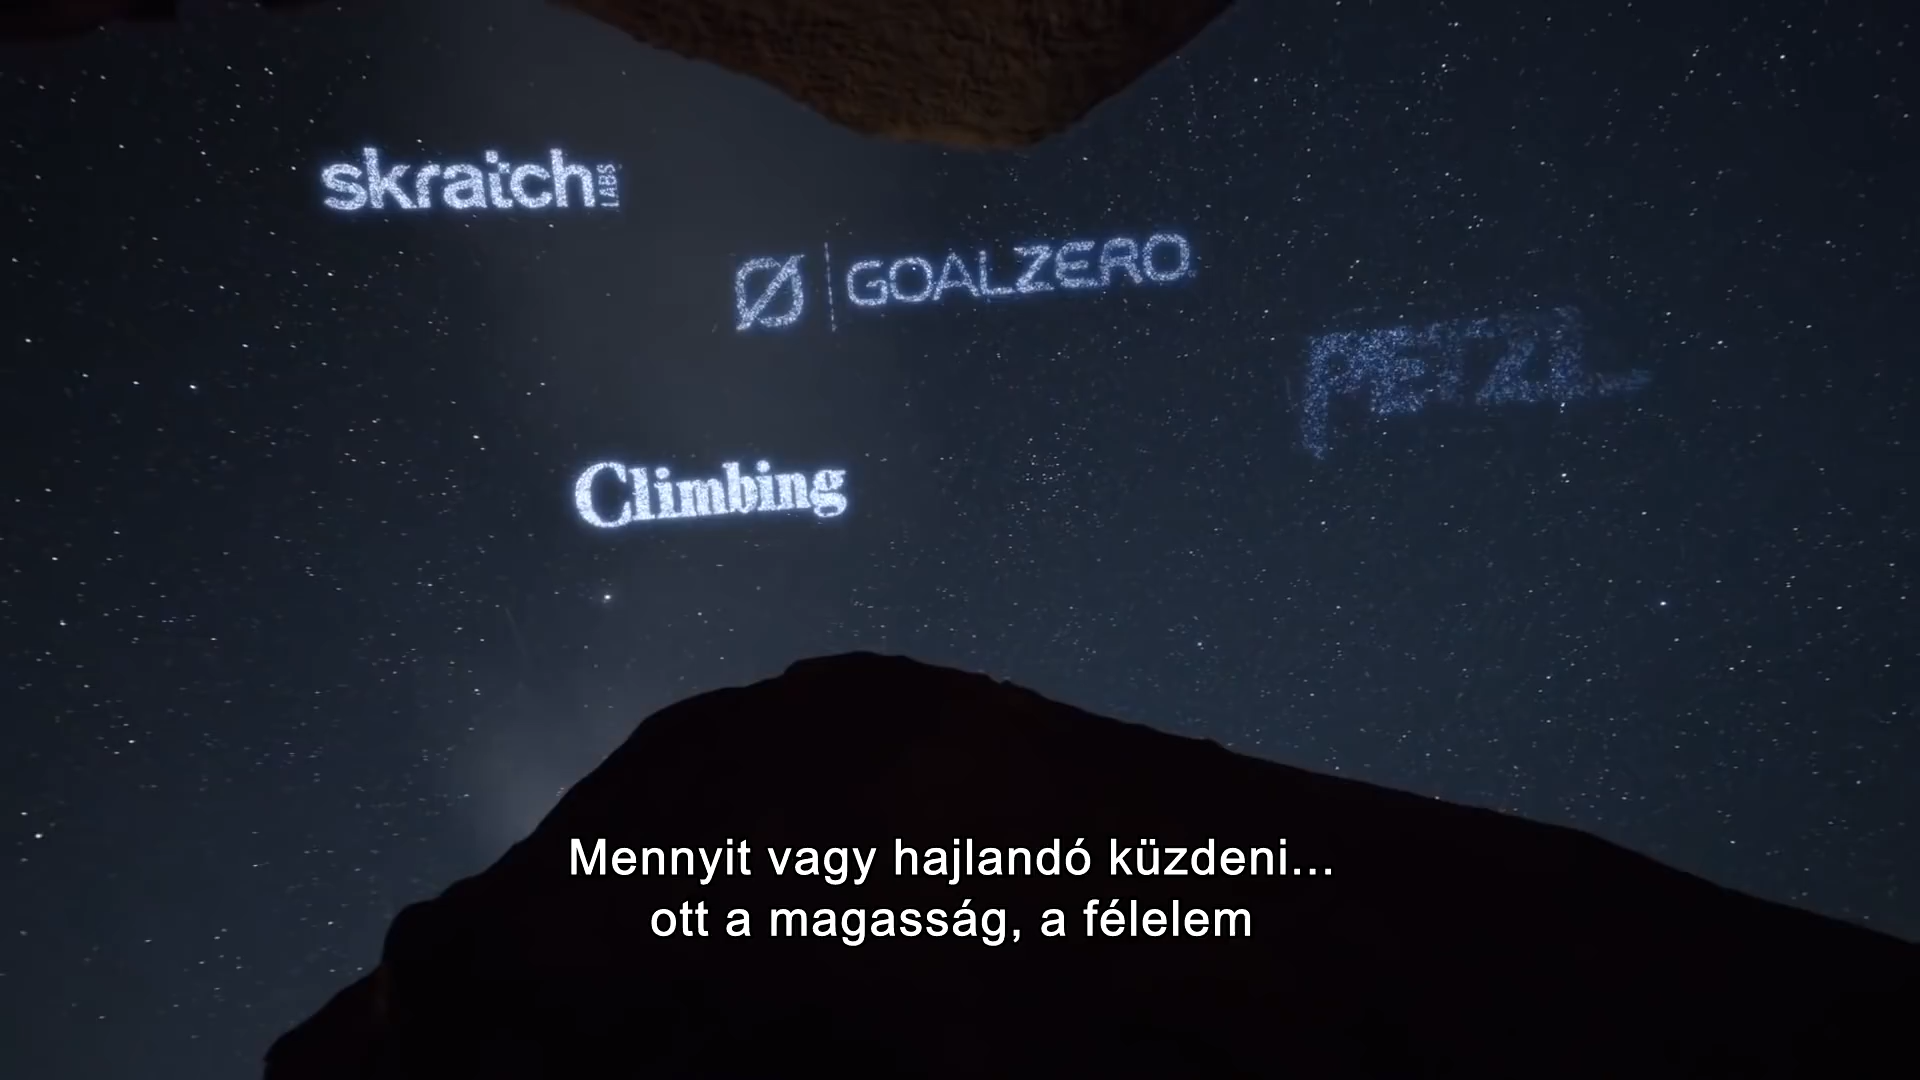 skratch LABS
GOALZERO
PETZL
Climbing
Mennyit vagy hajlandó küzdeni...
ott a magasság, a félelem